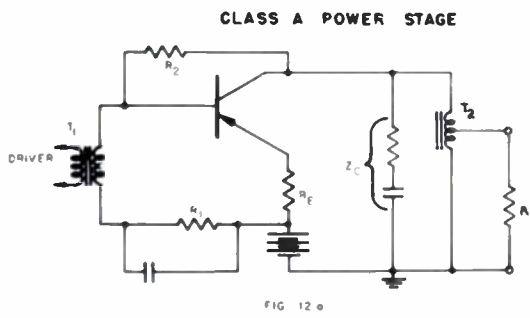 CLASS A POWER STAGE
R2
T1
T2
DRIVER
ZC
RE
R1
R
FIG 12 a